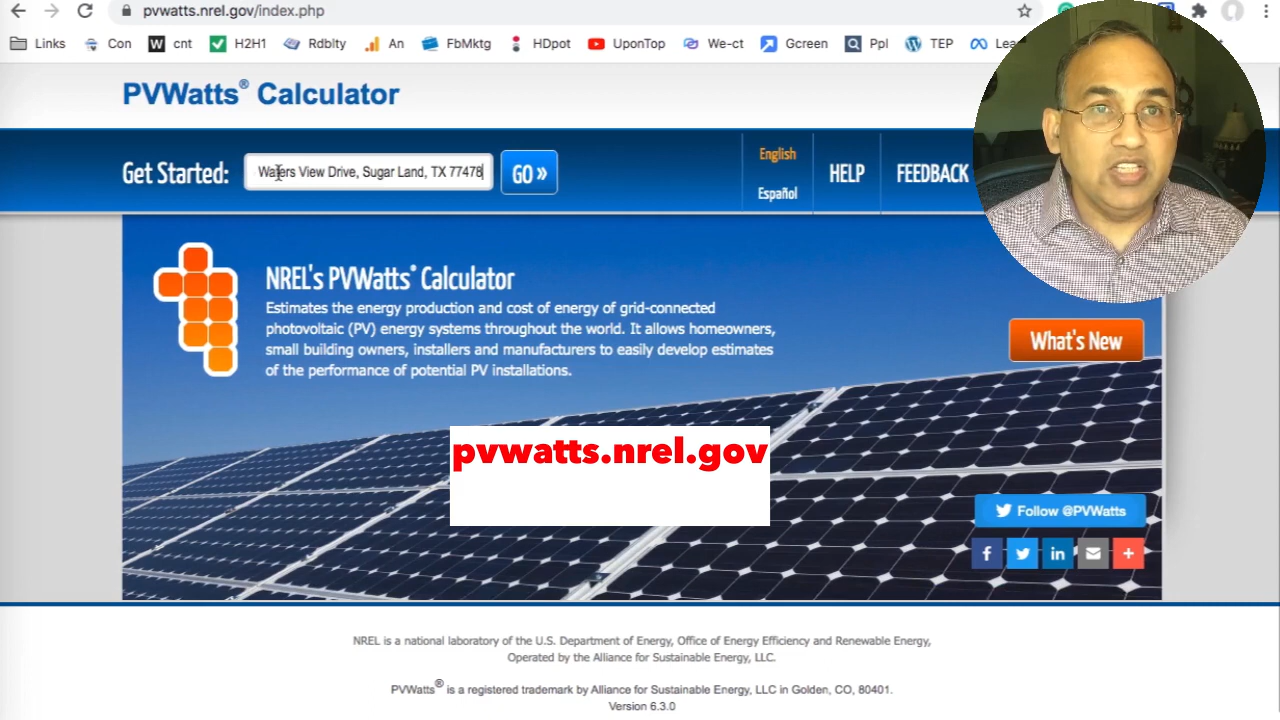 pvwatts.nrel.gov/index.php
Links Con cnt H2H1 Rdblty An FbMktg HDpot UponTop We-ct Gcreen Ppl TEP
PVWatts® Calculator
Get Started: Waters View Drive, Sugar Land, TX 77478 GO » English Español HELP FEEDBACK
NREL's PVWatts® Calculator
Estimates the energy production and cost of energy of grid-connected
photovoltaic (PV) energy systems throughout the world. It allows homeowners,
small building owners, installers and manufacturers to easily develop estimates
of the performance of potential PV installations.
What's New
pvwatts.nrel.gov
Follow @PVWatts
NREL is a national laboratory of the U.S. Department of Energy, Office of Energy Efficiency and Renewable Energy,
Operated by the Alliance for Sustainable Energy, LLC.
PVWatts® is a registered trademark by Alliance for Sustainable Energy, LLC in Golden, CO, 80401.
Version 6.3.0